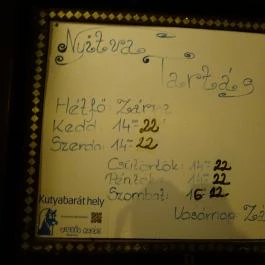 Nyitva
Tartás
Hétfő: Zárva
Kedd: 14-22
Szerda: 14-22
Csütörtök: 14-22
Péntek: 14-22
Szombat: 16-22
Vasárnap:
Kutyabarát hely